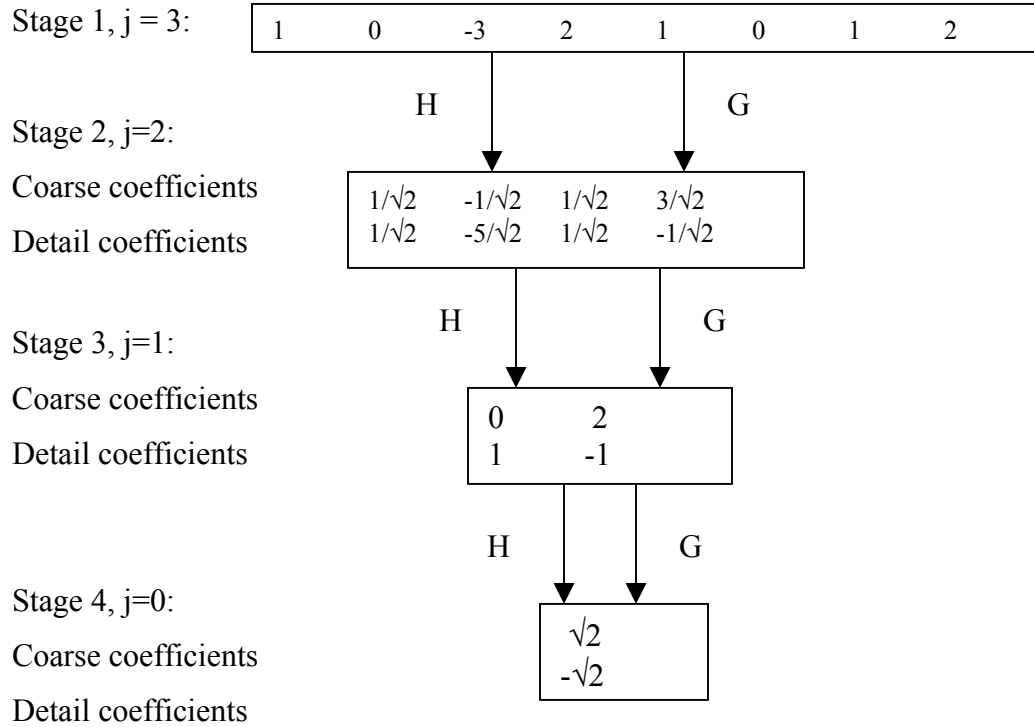 Stage 1, j = 3:
1 0 -3 2 1 0 1 2
H G
Stage 2, j=2:
Coarse coefficients
1/√2 -1/√2 1/√2 3/√2
Detail coefficients
1/√2 -5/√2 1/√2 -1/√2
H G
Stage 3, j=1:
Coarse coefficients
0 2
Detail coefficients
1 -1
H G
Stage 4, j=0:
Coarse coefficients
√2
-√2
Detail coefficients